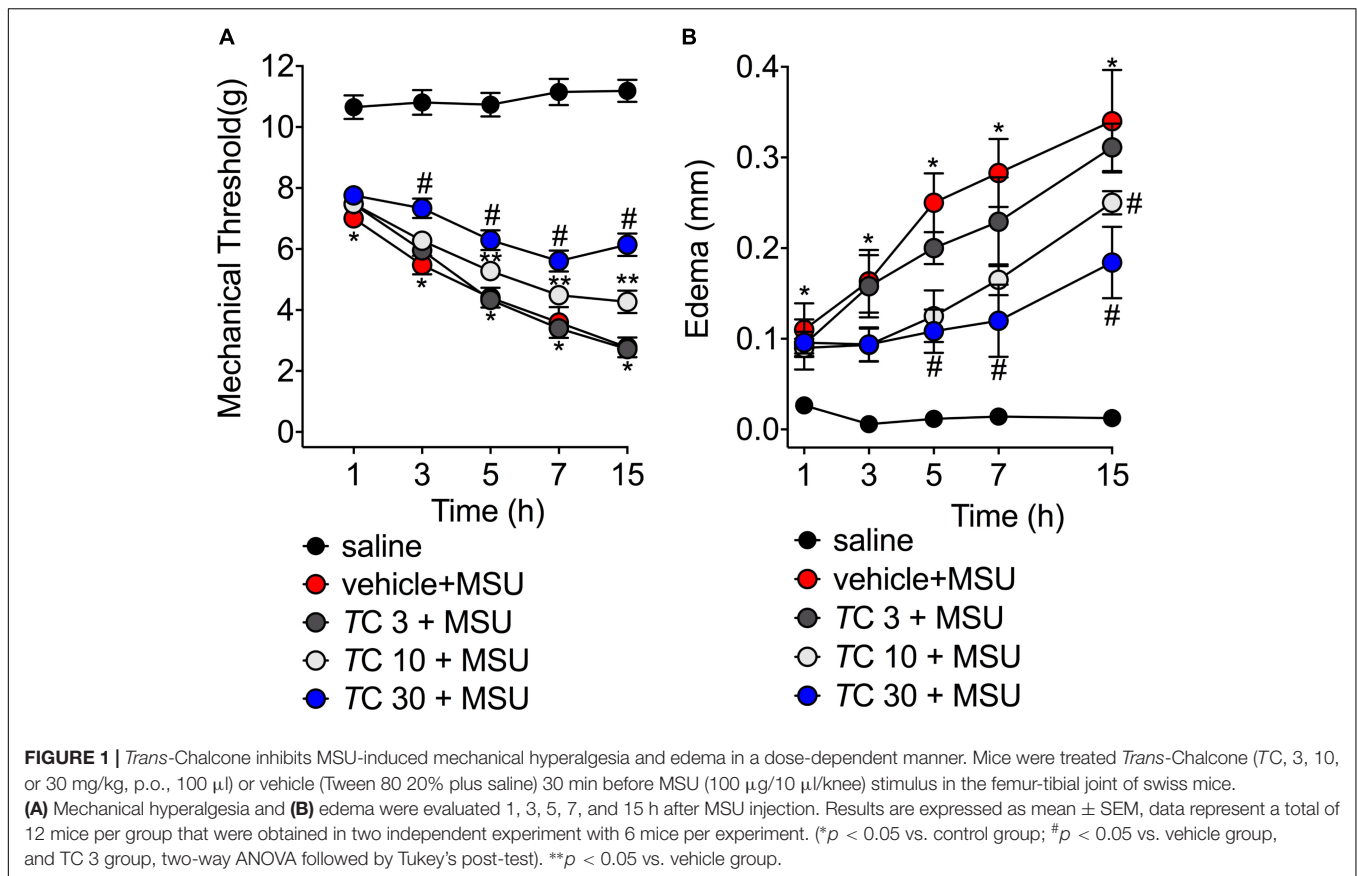 A
12
10
8
6
4
2
0
Mechanical Threshold(g)
*
*
*
*
*
#
#
#
#
**
**
**
1 3 5 7 15
Time (h)
saline
vehicle+MSU
TC 3 + MSU
TC 10 + MSU
TC 30 + MSU
B
0.4
0.3
0.2
0.1
0.0
Edema (mm)
*
*
*
*
*
#
#
#
#
1 3 5 7 15
Time (h)
saline
vehicle+MSU
TC 3 + MSU
TC 10 + MSU
TC 30 + MSU
FIGURE 1 | Trans-Chalcone inhibits MSU-induced mechanical hyperalgesia and edema in a dose-dependent manner. Mice were treated Trans-Chalcone (TC, 3, 10,
or 30 mg/kg, p.o., 100 μl) or vehicle (Tween 80 20% plus saline) 30 min before MSU (100 μg/10 μl/knee) stimulus in the femur-tibial joint of swiss mice.
(A) Mechanical hyperalgesia and (B) edema were evaluated 1, 3, 5, 7, and 15 h after MSU injection. Results are expressed as mean ± SEM, data represent a total of
12 mice per group that were obtained in two independent experiment with 6 mice per experiment. (*p < 0.05 vs. control group; #p < 0.05 vs. vehicle group,
and TC 3 group, two-way ANOVA followed by Tukey's post-test). **p < 0.05 vs. vehicle group.